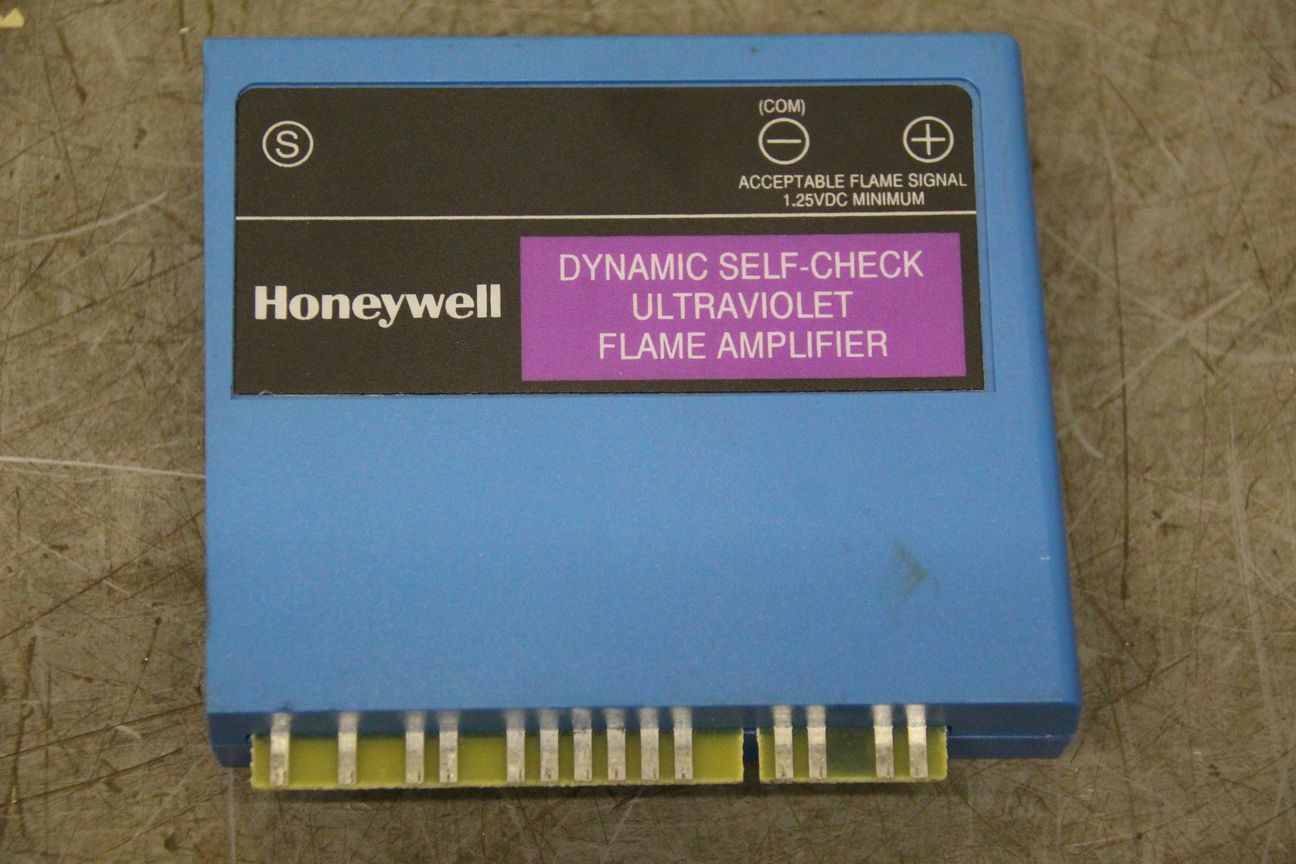 S
(COM)
− +
ACCEPTABLE FLAME SIGNAL
1.25VDC MINIMUM
Honeywell
DYNAMIC SELF-CHECK
ULTRAVIOLET
FLAME AMPLIFIER